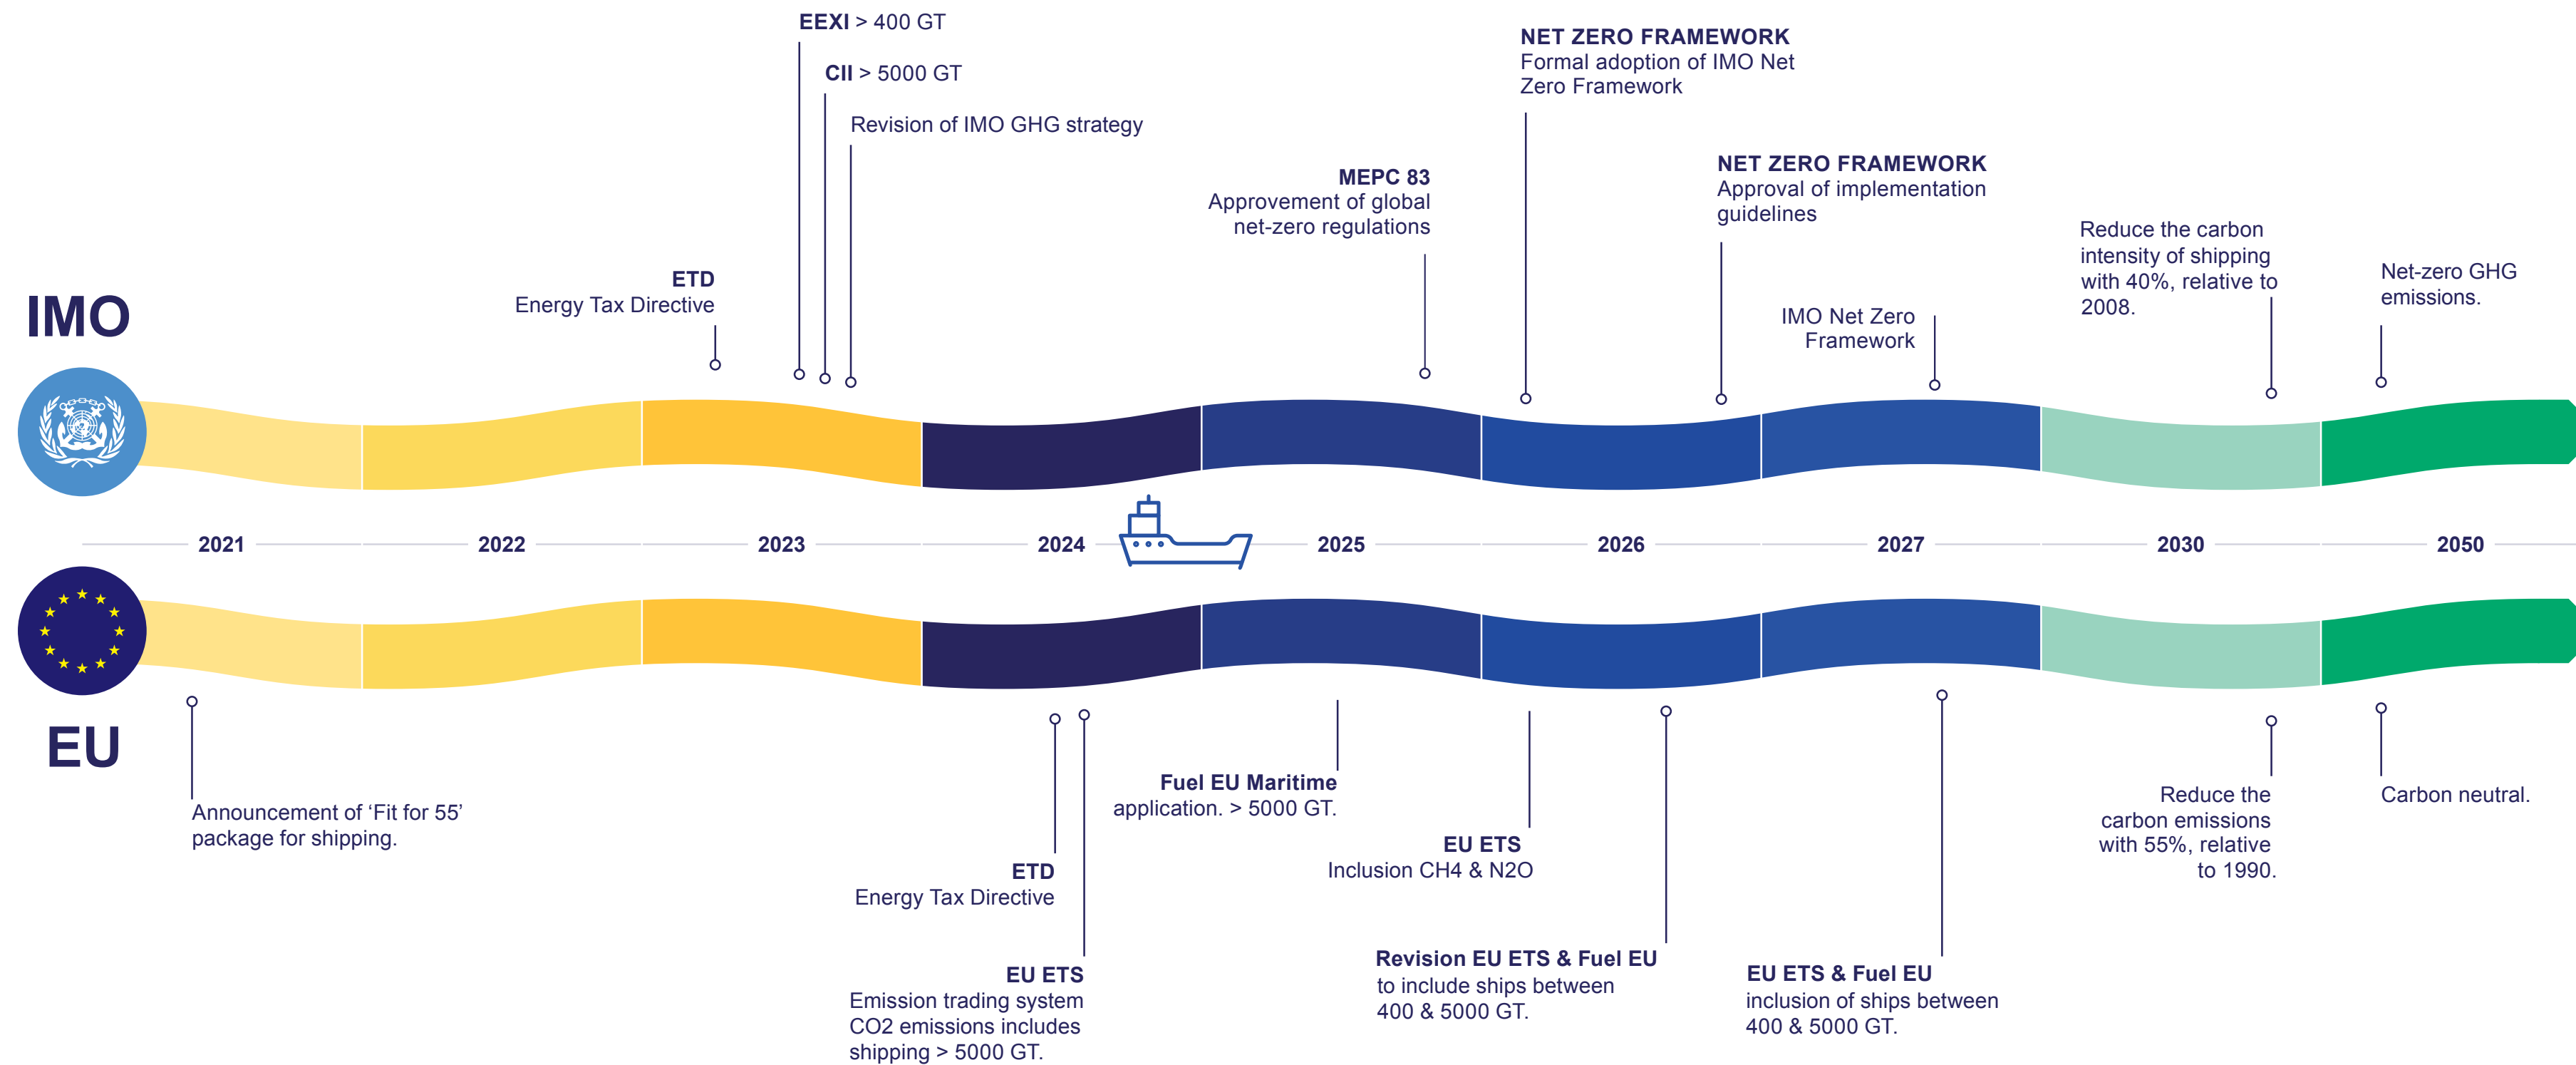 EEXI > 400 GT
CII > 5000 GT
Revision of IMO GHG strategy
ETD
Energy Tax Directive
MEPC 83
Approvement of global
net-zero regulations
NET ZERO FRAMEWORK
Formal adoption of IMO Net
Zero Framework
NET ZERO FRAMEWORK
Approval of implementation
guidelines
IMO Net Zero
Framework
Reduce the carbon
intensity of shipping
with 40%, relative to
2008.
Net-zero GHG
emissions.
IMO
2021
2022
2023
2024
2025
2026
2027
2030
2050
EU
Announcement of ‘Fit for 55’
package for shipping.
ETD
Energy Tax Directive
EU ETS
Emission trading system
CO2 emissions includes
shipping > 5000 GT.
Fuel EU Maritime
application. > 5000 GT.
EU ETS
Inclusion CH4 & N2O
Revision EU ETS & Fuel EU
to include ships between
400 & 5000 GT.
EU ETS & Fuel EU
inclusion of ships between
400 & 5000 GT.
Reduce the
carbon emissions
with 55%, relative
to 1990.
Carbon neutral.